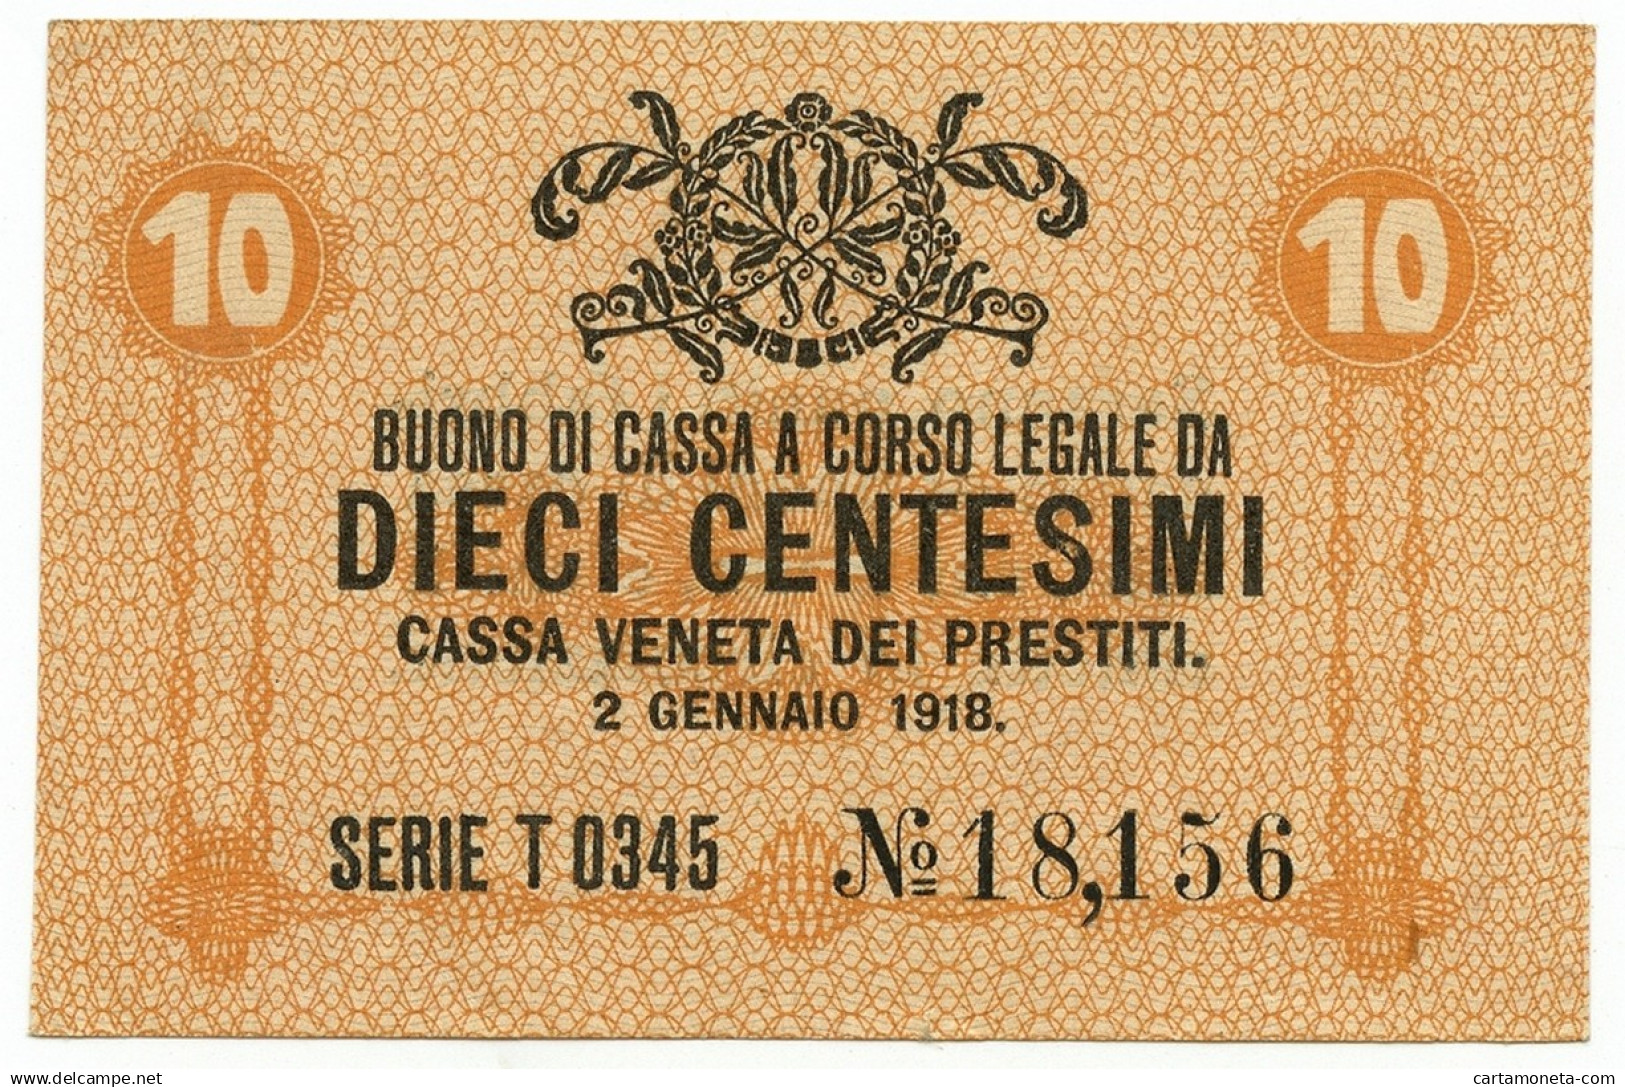 10 10
BUONO DI CASSA A CORSO LEGALE DA
DIECI CENTESIMI
CASSA VENETA DEI PRESTITI.
2 GENNAIO 1918.
SERIE T 0345 No 18,156
delcampe.net cartamoneta-com